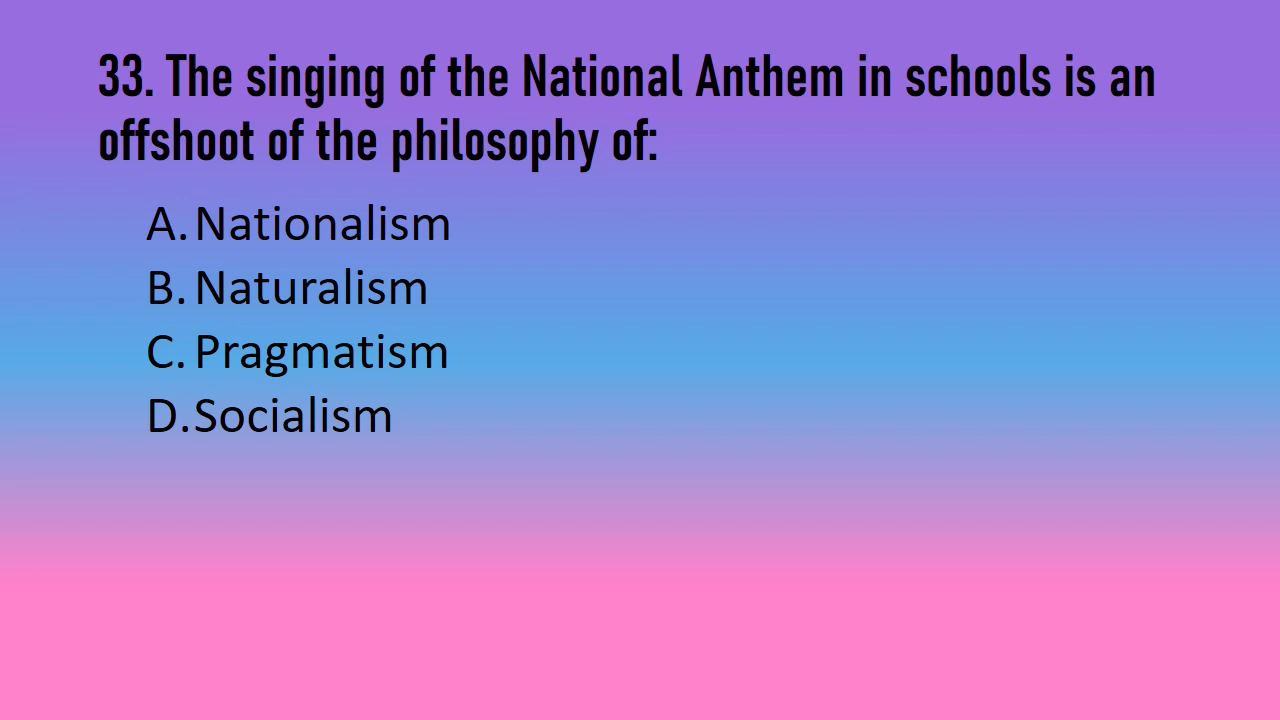 33. The singing of the National Anthem in schools is an
offshoot of the philosophy of:
A. Nationalism
B. Naturalism
C. Pragmatism
D. Socialism